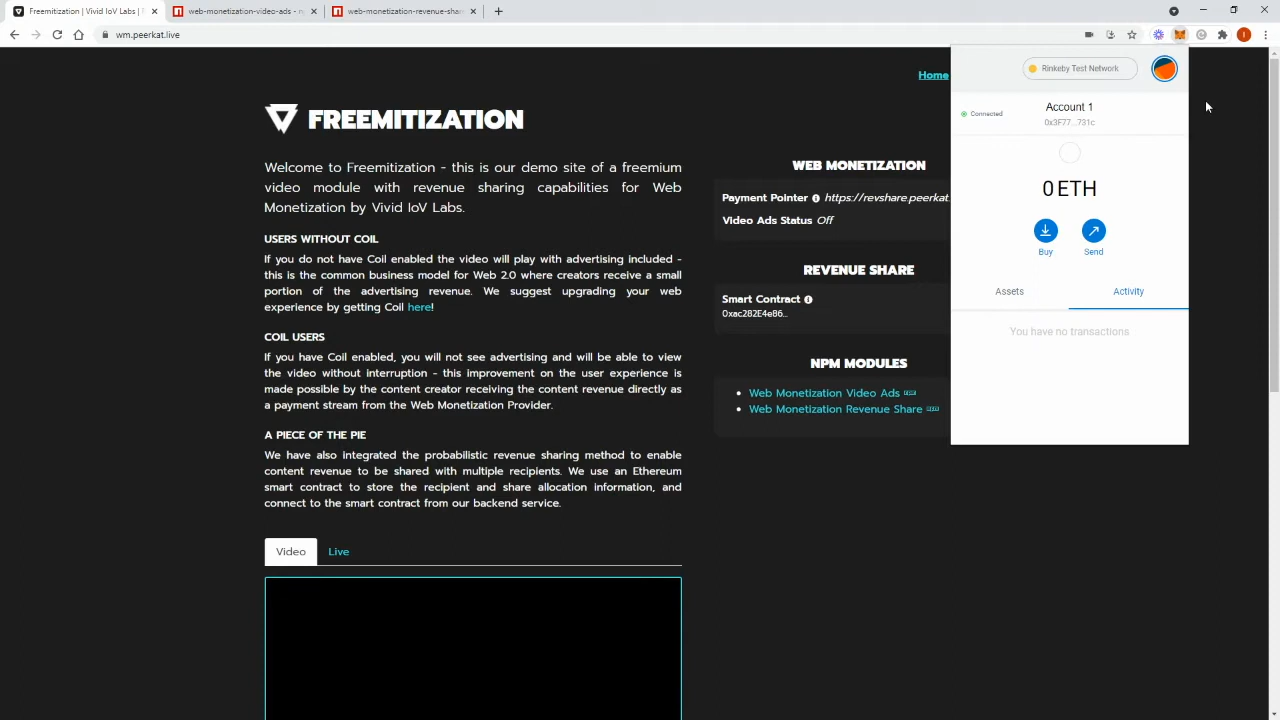 Freemitization | Vivid IoV Labs |
web-monetization-video-ads - n
web-monetization-revenue-shar
wm.peerkat.live
Home
FREEMITIZATION
Welcome to Freemitization - this is our demo site of a freemium
video module with revenue sharing capabilities for Web
Monetization by Vivid IoV Labs.
USERS WITHOUT COIL
If you do not have Coil enabled the video will play with advertising included -
this is the common business model for Web 2.0 where creators receive a small
portion of the advertising revenue. We suggest upgrading your web
experience by getting Coil here!
COIL USERS
If you have Coil enabled, you will not see advertising and will be able to view
the video without interruption - this improvement on the user experience is
made possible by the content creator receiving the content revenue directly as
a payment stream from the Web Monetization Provider.
A PIECE OF THE PIE
We have also integrated the probabilistic revenue sharing method to enable
content revenue to be shared with multiple recipients. We use an Ethereum
smart contract to store the recipient and share allocation information, and
connect to the smart contract from our backend service.
Video
Live
WEB MONETIZATION
Payment Pointer https://revshare.peerkat.
Video Ads Status Off
REVENUE SHARE
Smart Contract
0xac282E4e86...
NPM MODULES
Web Monetization Video Ads
Web Monetization Revenue Share
Rinkeby Test Network
Connected
Account 1
0x3F77...731c
0 ETH
Buy
Send
Assets
Activity
You have no transactions